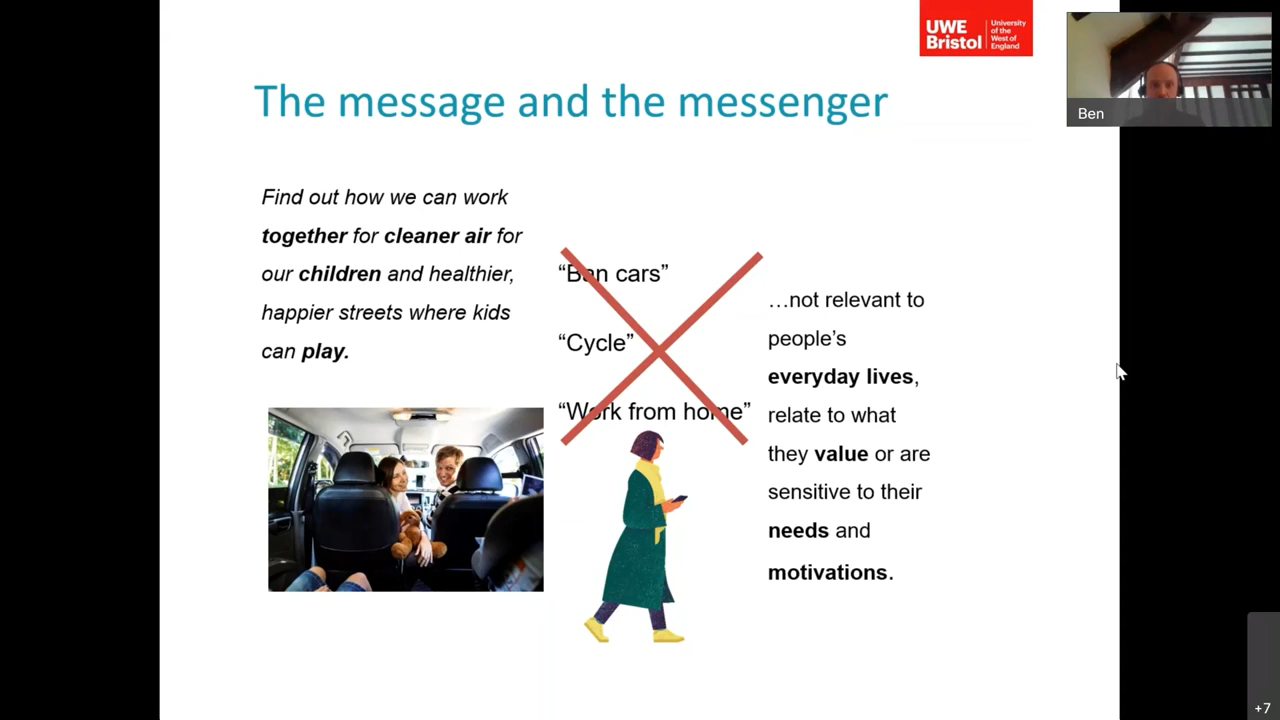 UWE
Bristol
University
of the
West of
England
Ben
The message and the messenger
Find out how we can work
together for cleaner air for
our children and healthier,
happier streets where kids
can play.
“Ban cars”
“Cycle”
“Work from home”
…not relevant to
people’s
everyday lives,
relate to what
they value or are
sensitive to their
needs and
motivations.
+7